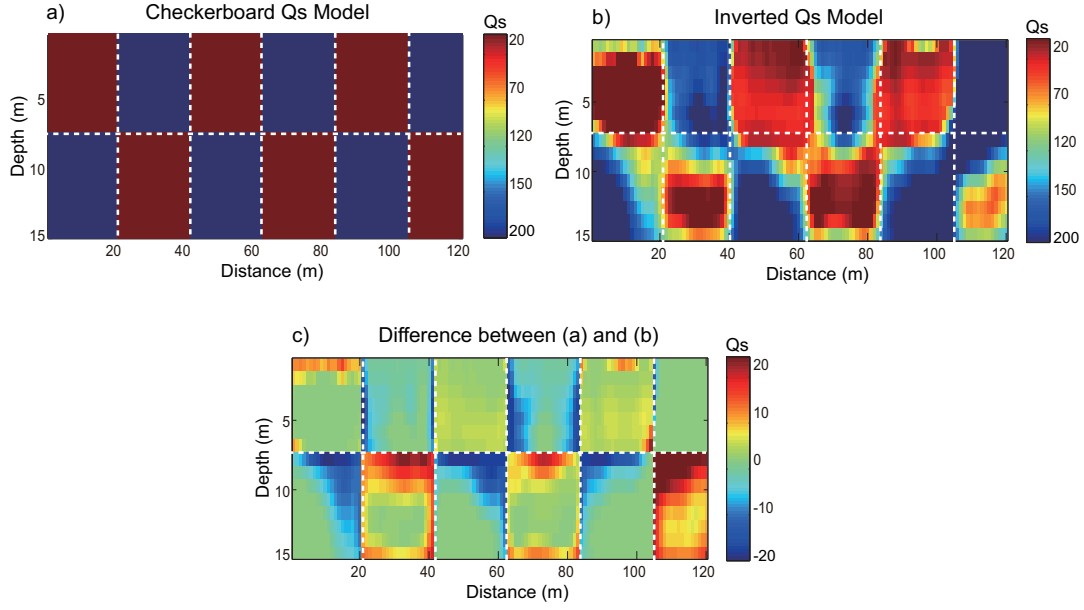 a) Checkerboard Qs Model
Qs
20
70
120
150
200
5
10
15
Depth (m)
20 40 60 80 100 120
Distance (m)
b) Inverted Qs Model
Qs
20
70
120
150
200
5
10
15
Depth (m)
20 40 60 80 100 120
Distance (m)
c) Difference between (a) and (b)
Qs
20
10
0
-10
-20
5
10
15
Depth (m)
20 40 60 80 100 120
Distance (m)